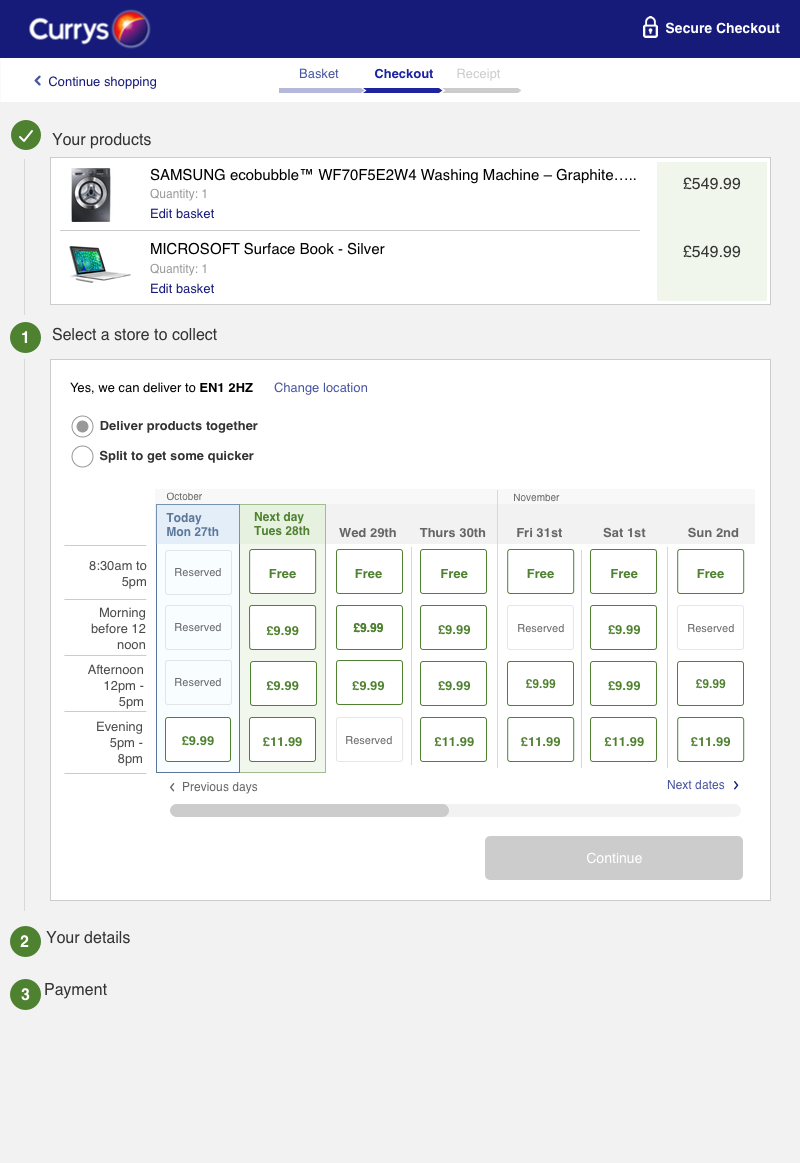 Currys
Secure Checkout
Continue shopping
Basket
Checkout
Receipt
Your products
SAMSUNG ecobubble™ WF70F5E2W4 Washing Machine – Graphite…..
£549.99
Quantity: 1
Edit basket
MICROSOFT Surface Book - Silver
£549.99
Quantity: 1
Edit basket
1
Select a store to collect
Yes, we can deliver to EN1 2HZ
Change location
Deliver products together
Split to get some quicker
October
November
Today
Mon 27th
Next day
Tues 28th
Wed 29th
Thurs 30th
Fri 31st
Sat 1st
Sun 2nd
8:30am to
5pm
Reserved
Free
Free
Free
Free
Free
Free
Morning
before 12
noon
Reserved
£9.99
£9.99
£9.99
Reserved
£9.99
Reserved
Afternoon
12pm -
5pm
Reserved
£9.99
£9.99
£9.99
£9.99
£9.99
£9.99
Evening
5pm -
8pm
£9.99
£11.99
Reserved
£11.99
£11.99
£11.99
£11.99
Previous days
Next dates
Continue
2
Your details
3
Payment